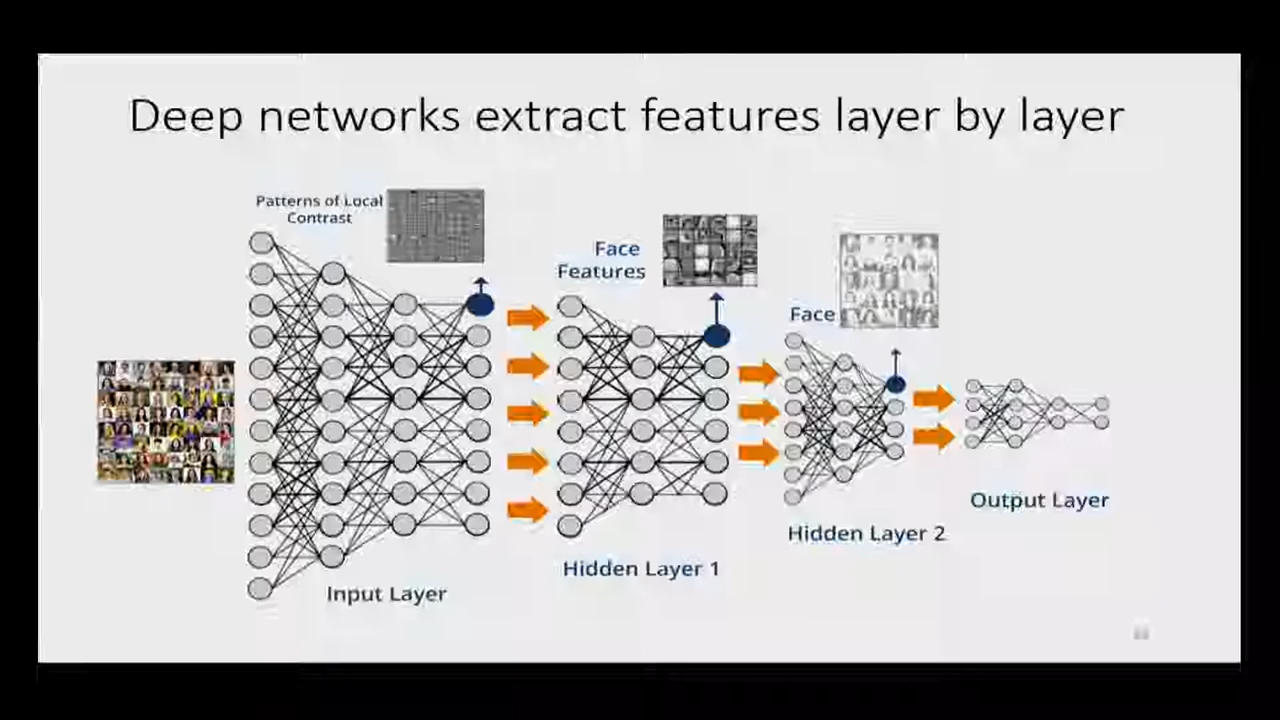 Deep networks extract features layer by layer
Patterns of Local
Contrast
Face
Features
Face
Input Layer
Hidden Layer 1
Hidden Layer 2
Output Layer